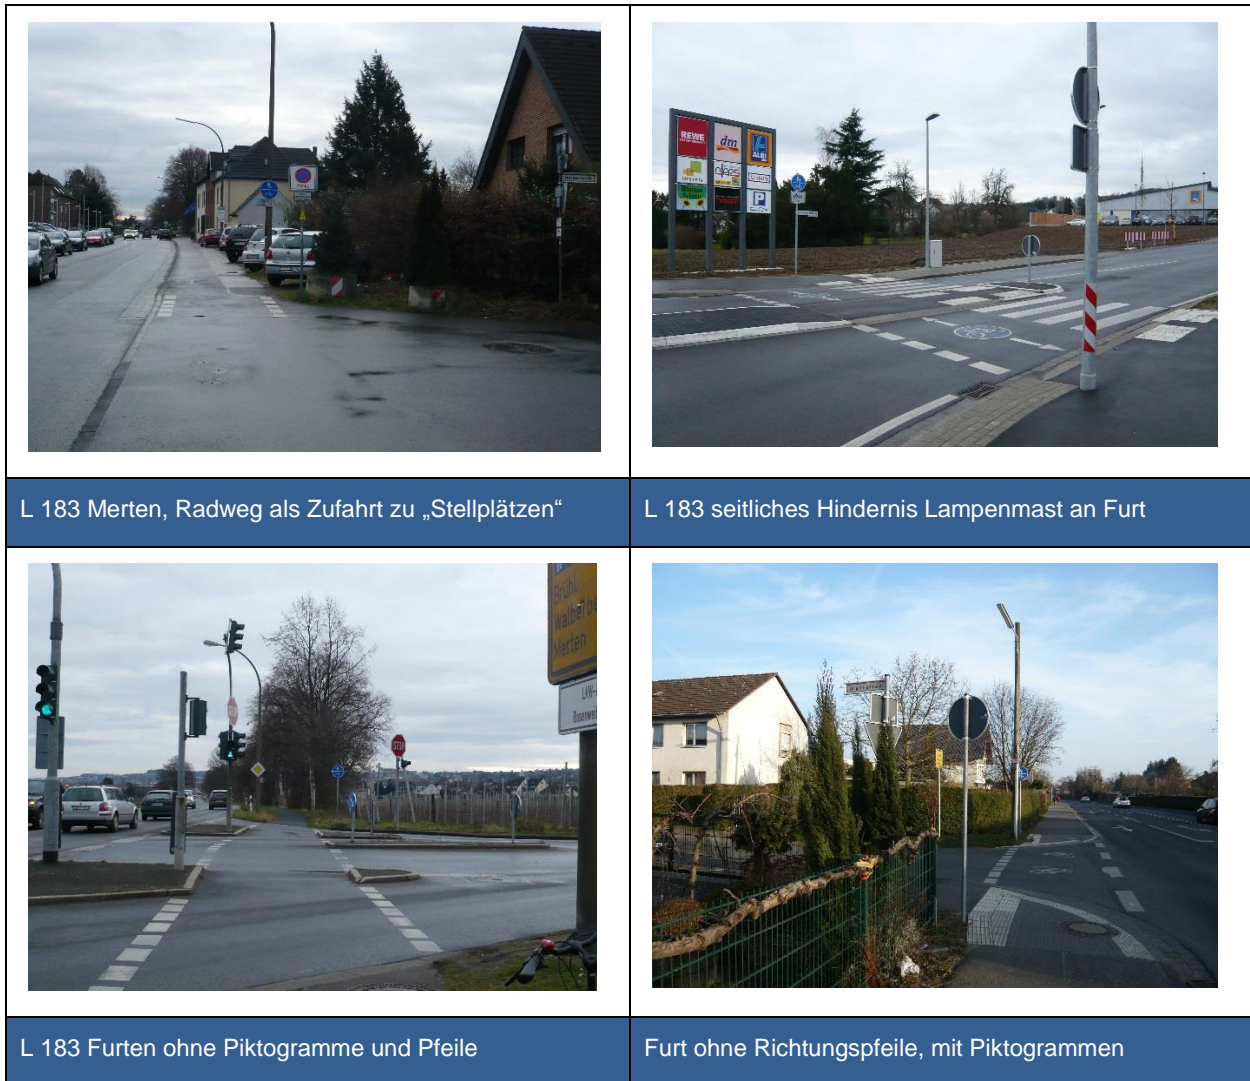 REWE
dm
ALDI
P
L 183 Merten, Radweg als Zufahrt zu „Stellplätzen“
L 183 seitliches Hindernis Lampenmast an Furt
Brühl
Merten
STOP
L 183 Furten ohne Piktogramme und Pfeile
Furt ohne Richtungspfeile, mit Piktogrammen